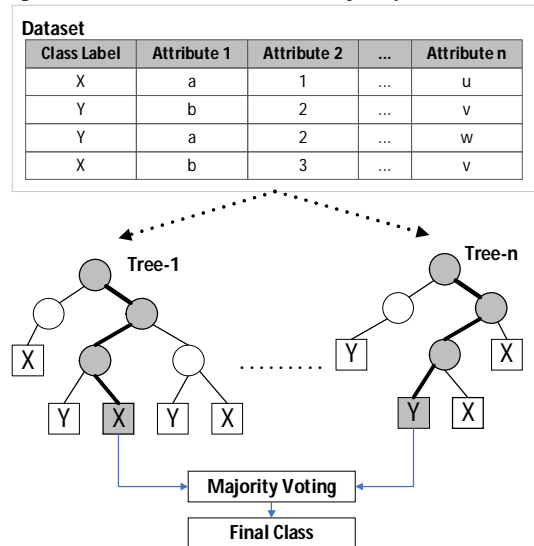 Dataset
Class Label Attribute 1 Attribute 2 ... Attribute n
X a 1 ... u
Y b 2 ... v
Y a 2 ... w
X b 3 ... v
Tree-1 Tree-n
X Y X
Y X Y X Y X
Majority Voting
Final Class